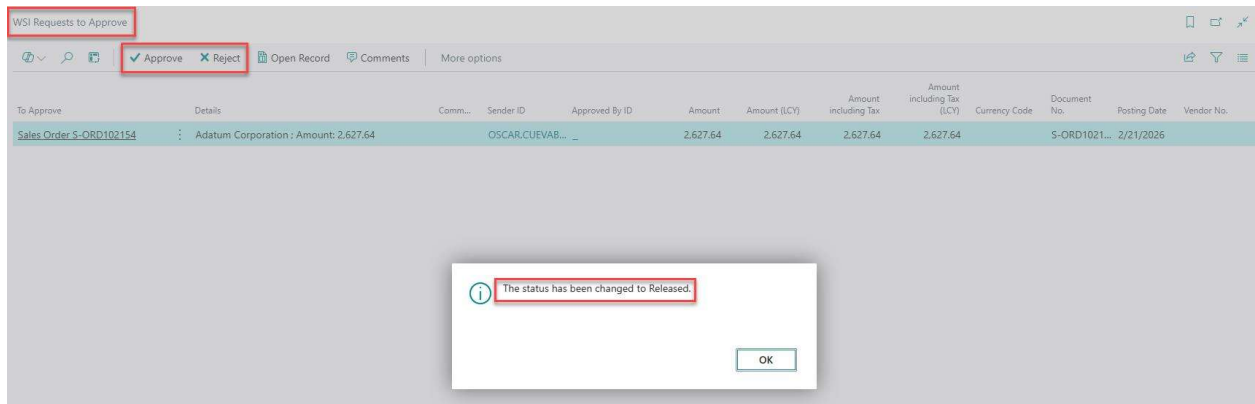 WSI Requests to Approve
Approve Reject Open Record Comments More options
To Approve Details Comm... Sender ID Approved By ID Amount Amount (LCY) Amount including Tax Amount including Tax (LCY) Currency Code Document No. Posting Date Vendor No.
Sales Order S-ORD102154 Adatum Corporation : Amount: 2,627.64 OSCAR.CUEVAB... _ 2,627.64 2,627.64 2,627.64 2,627.64 S-ORD1021... 2/21/2026
The status has been changed to Released.
OK